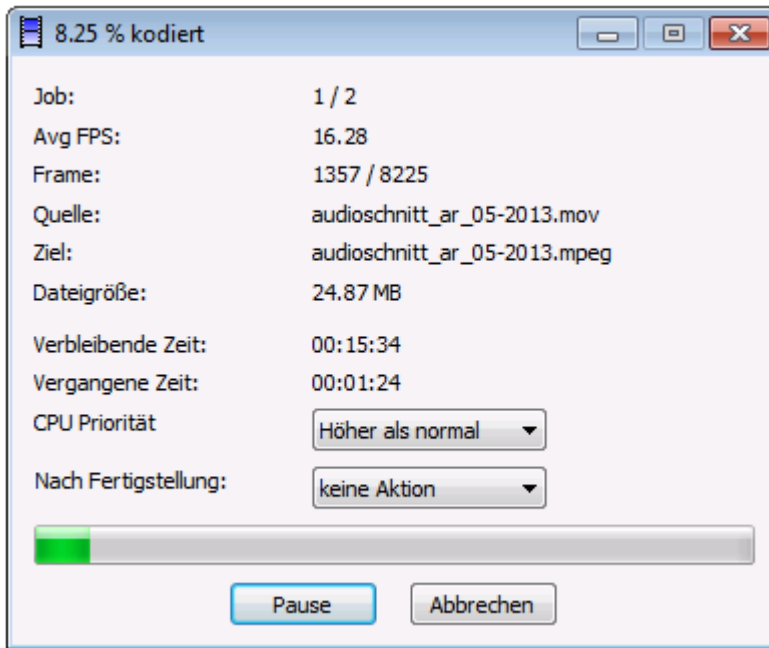 8.25 % kodiert
Job: 1 / 2
Avg FPS: 16.28
Frame: 1357 / 8225
Quelle: audioschnitt_ar_05-2013.mov
Ziel: audioschnitt_ar_05-2013.mpeg
Dateigröße: 24.87 MB
Verbleibende Zeit: 00:15:34
Vergangene Zeit: 00:01:24
CPU Priorität Höher als normal
Nach Fertigstellung: keine Aktion
Pause Abbrechen